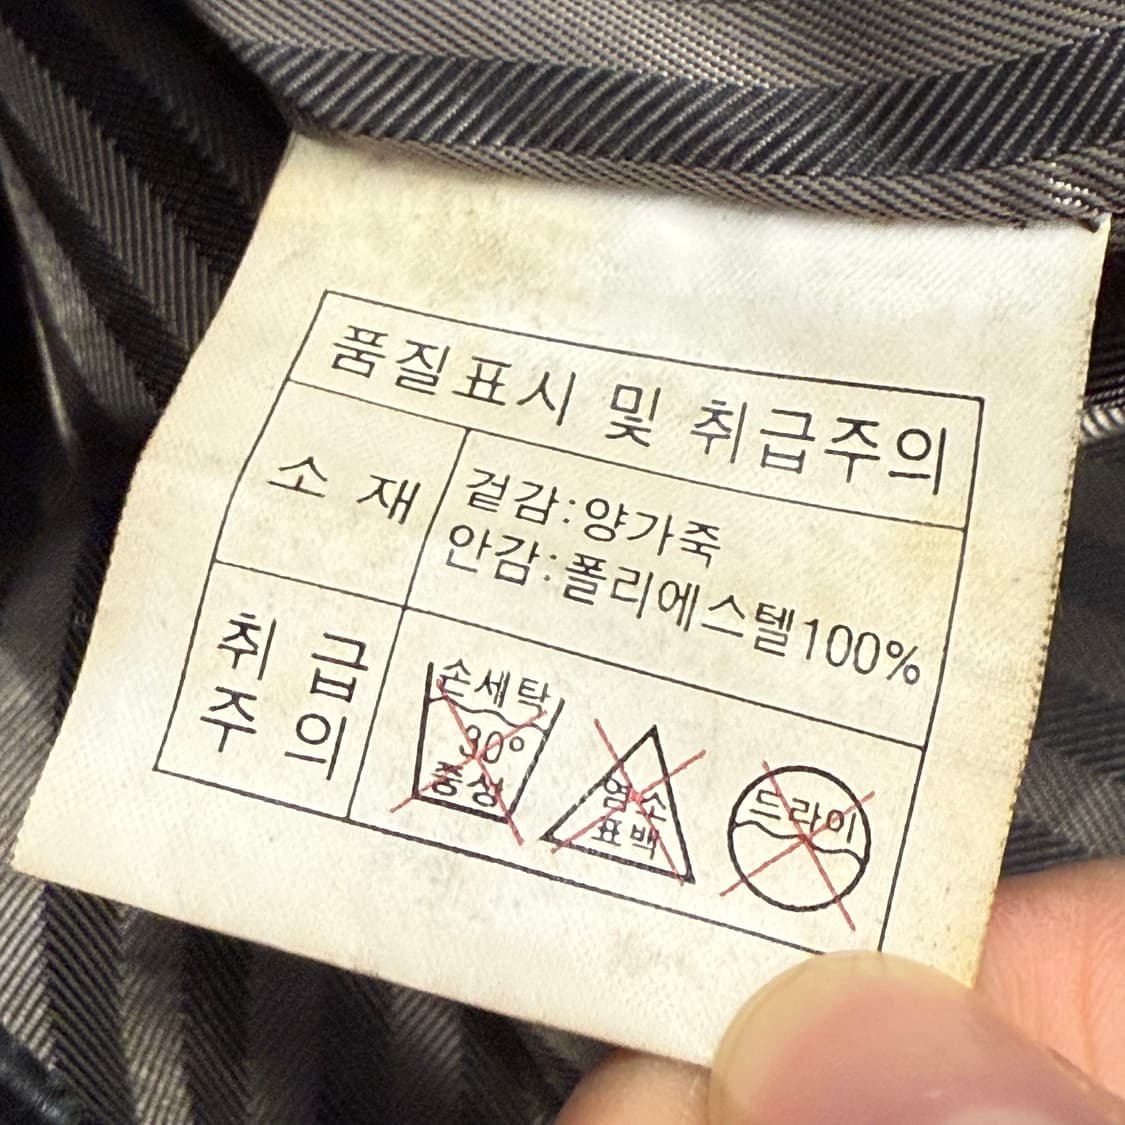 품질표시 및 취급주의
소 재
겉감:양가죽
안감:폴리에스텔100%
취 급
주 의
손세탁
30°
중성
염소
표백
드라이